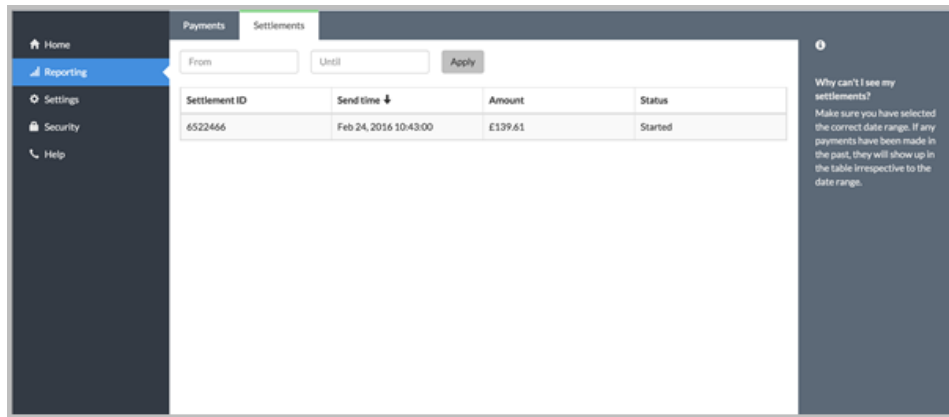 Payments Settlements
Home
Reporting
Settings
Security
Help
From Until Apply
Settlement ID Send time Amount Status
6522466 Feb 24, 2016 10:43:00 £139.61 Started
Why can't I see my
settlements?
Make sure you have selected
the correct date range. If any
payments have been made in
the past, they will show up in
the table irrespective to the
date range.